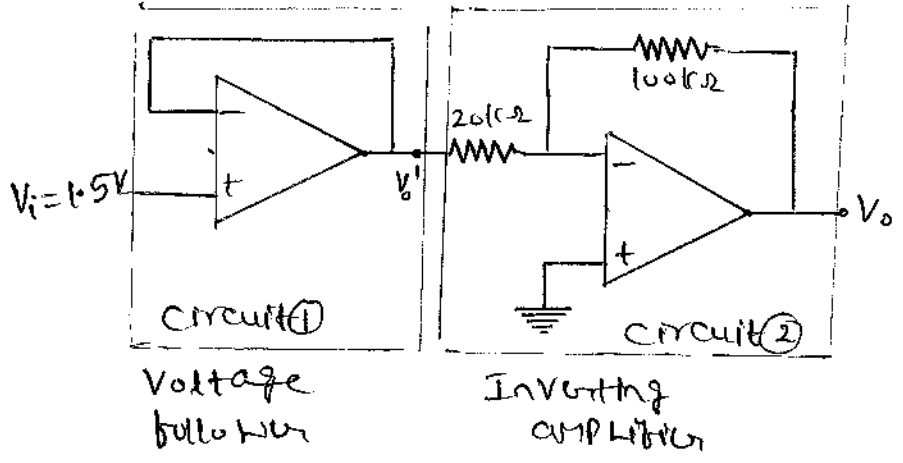 100kΩ
20kΩ
−
+
V₀'
Vᵢ=1.5V
−
+
V₀
Circuit①
Circuit②
Voltage
follower
Inverting
amplifier